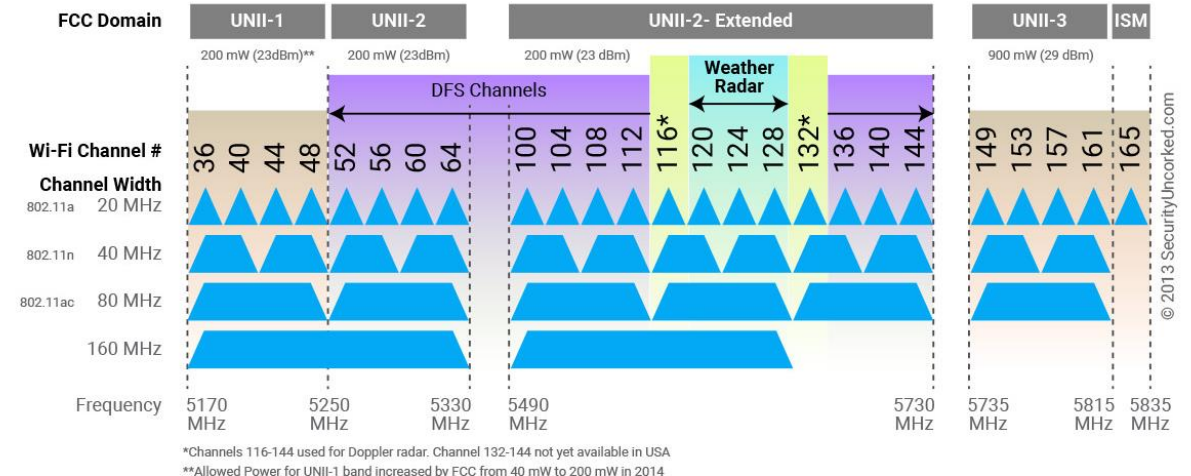 FCC Domain UNII-1 UNII-2 UNII-2- Extended UNII-3 ISM
200 mW (23dBm)** 200 mW (23dBm) 200 mW (23 dBm) 900 mW (29 dBm)
Weather
Radar
DFS Channels
Wi-Fi Channel # 36 40 44 48 52 56 60 64 100 104 108 112 116* 120 124 128 132* 136 140 144 149 153 157 161 165
Channel Width
802.11a 20 MHz
802.11n 40 MHz
802.11ac 80 MHz
160 MHz
Frequency 5170 5250 5330 5490 5730 5735 5815 5835
MHz MHz MHz MHz MHz MHz MHz MHz
*Channels 116-144 used for Doppler radar. Channel 132-144 not yet available in USA
**Allowed Power for UNII-1 band increased by FCC from 40 mW to 200 mW in 2014
© 2013 SecurityUncorked.com